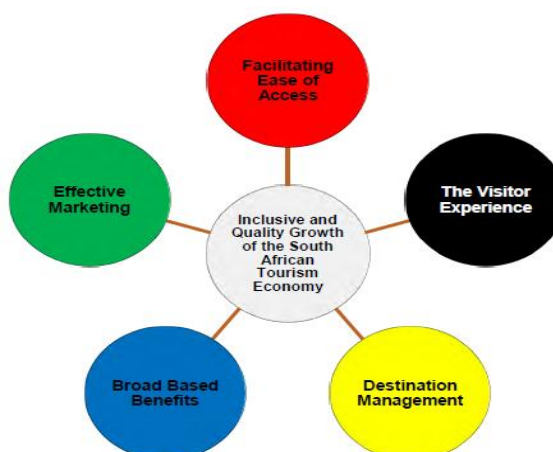 Facilitating
Ease of
Access
Effective
Marketing
The Visitor
Experience
Inclusive and
Quality Growth
of the South
African
Tourism
Economy
Broad Based
Benefits
Destination
Management